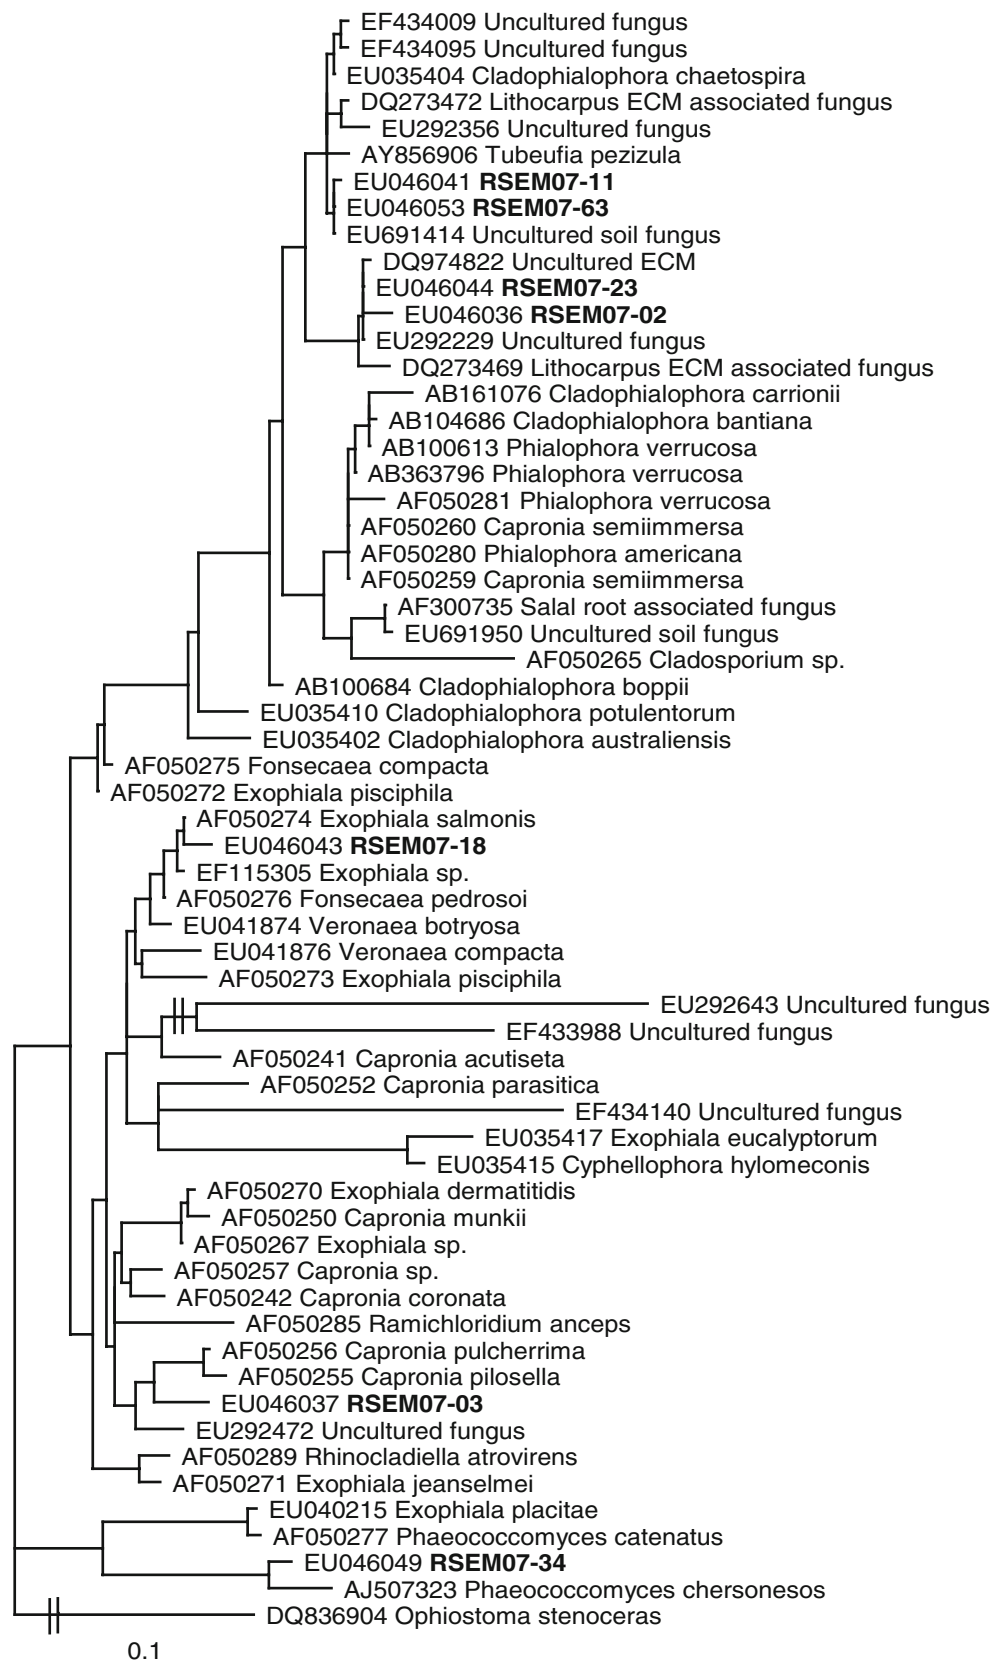 EF434009 Uncultured fungus
EF434095 Uncultured fungus
EU035404 Cladophialophora chaetospira
DQ273472 Lithocarpus ECM associated fungus
EU292356 Uncultured fungus
AY856906 Tubeufia pezizula
EU046041 RSEM07-11
EU046053 RSEM07-63
EU691414 Uncultured soil fungus
DQ974822 Uncultured ECM
EU046044 RSEM07-23
EU046036 RSEM07-02
EU292229 Uncultured fungus
DQ273469 Lithocarpus ECM associated fungus
AB161076 Cladophialophora carrionii
AB104686 Cladophialophora bantiana
AB100613 Phialophora verrucosa
AB363796 Phialophora verrucosa
AF050281 Phialophora verrucosa
AF050260 Capronia semiimmersa
AF050280 Phialophora americana
AF050259 Capronia semiimmersa
AF300735 Salal root associated fungus
EU691950 Uncultured soil fungus
AF050265 Cladosporium sp.
AB100684 Cladophialophora boppii
EU035410 Cladophialophora potulentorum
EU035402 Cladophialophora australiensis
AF050275 Fonsecaea compacta
AF050272 Exophiala pisciphila
AF050274 Exophiala salmonis
EU046043 RSEM07-18
EF115305 Exophiala sp.
AF050276 Fonsecaea pedrosoi
EU041874 Veronaea botryosa
EU041876 Veronaea compacta
AF050273 Exophiala pisciphila
EU292643 Uncultured fungus
EF433988 Uncultured fungus
AF050241 Capronia acutiseta
AF050252 Capronia parasitica
EF434140 Uncultured fungus
EU035417 Exophiala eucalyptorum
EU035415 Cyphellophora hylomeconis
AF050270 Exophiala dermatitidis
AF050250 Capronia munkii
AF050267 Exophiala sp.
AF050257 Capronia sp.
AF050242 Capronia coronata
AF050285 Ramichloridium anceps
AF050256 Capronia pulcherrima
AF050255 Capronia pilosella
EU046037 RSEM07-03
EU292472 Uncultured fungus
AF050289 Rhinocladiella atrovirens
AF050271 Exophiala jeanselmei
EU040215 Exophiala placitae
AF050277 Phaeococcomyces catenatus
EU046049 RSEM07-34
AJ507323 Phaeococcomyces chersonesos
DQ836904 Ophiostoma stenoceras
0.1